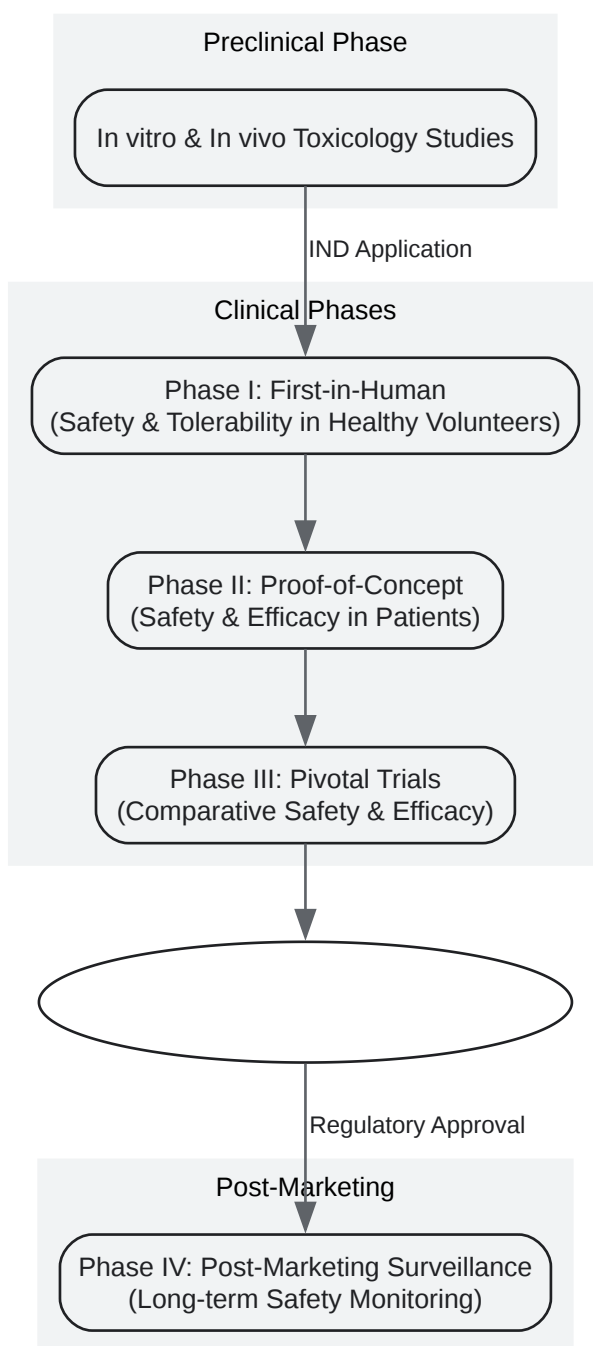 Preclinical Phase
In vitro & In vivo Toxicology Studies
IND Application
Clinical Phases
Phase I: First-in-Human
(Safety & Tolerability in Healthy Volunteers)
Phase II: Proof-of-Concept
(Safety & Efficacy in Patients)
Phase III: Pivotal Trials
(Comparative Safety & Efficacy)
Regulatory Approval
Post-Marketing
Phase IV: Post-Marketing Surveillance
(Long-term Safety Monitoring)